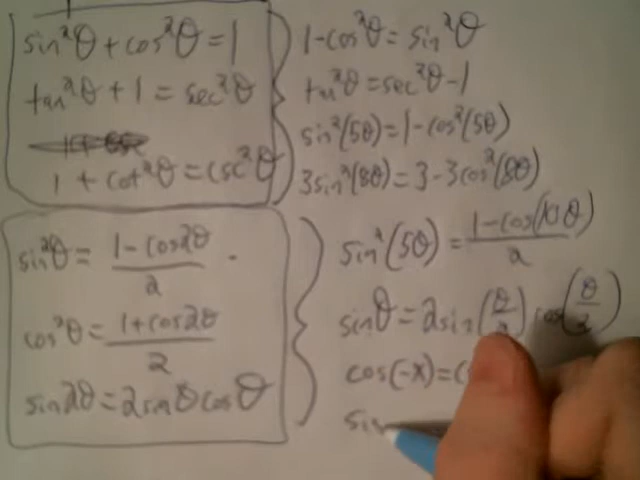 sin²θ + cos²θ = 1
tan²θ + 1 = sec²θ
1 + cot²θ = csc²θ
1 - cos²θ = sin²θ
tan²θ = sec²θ - 1
sin²(5θ) = 1 - cos²(5θ)
3sin²(8θ) = 3 - 3cos²(8θ)
sin²θ = (1 - cos2θ)/2
cos²θ = (1 + cos2θ)/2
sin2θ = 2sinθcosθ
sin²(5θ) = (1 - cos(10θ))/2
sinθ = 2sin(θ/2)cos(θ/2)
cos(-x) = c
sin